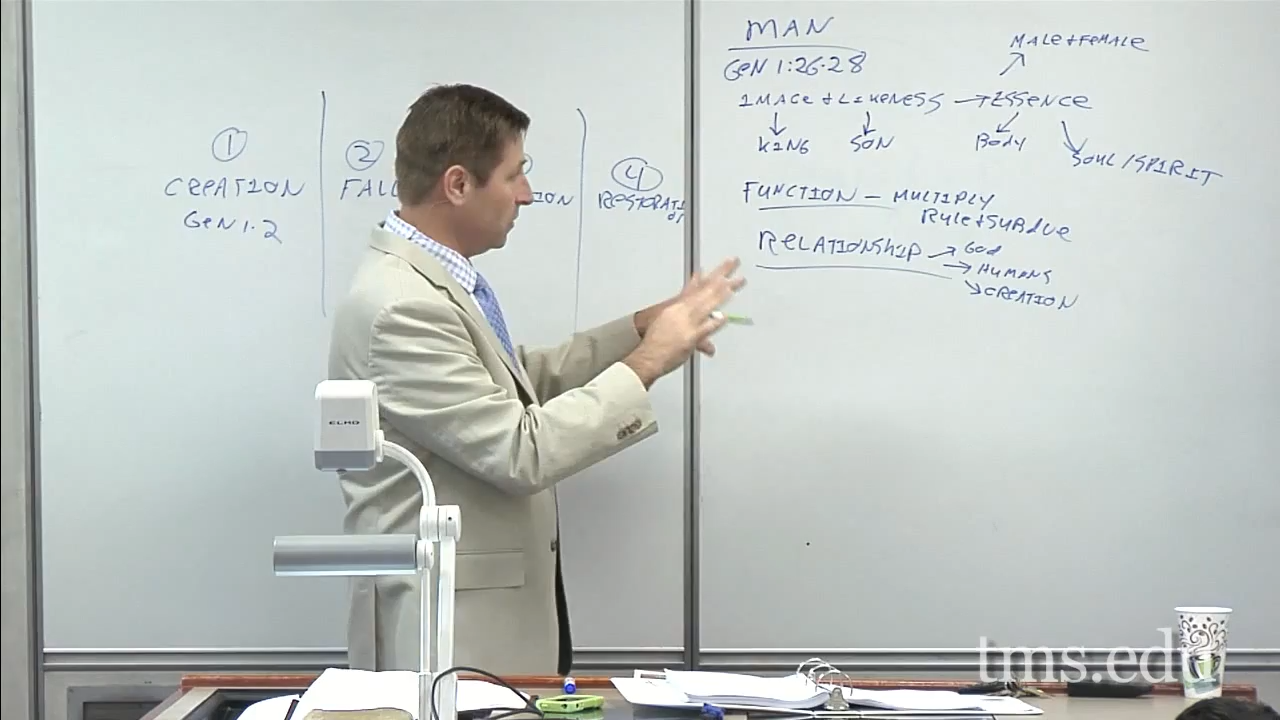 ①
CREATION
Gen 1-2
②
FALL
ION
④
RESTORATI
on
MAN
Gen 1:26-28
IMAGE + LIKENESS → ESSENCE
MALE + FEMALE
KING
SON
Body
SOUL/SPIRIT
FUNCTION – MULTIPLY
Rule + SUBDUE
RELATIONSHIP → God
→ HUMANS
→ CREATION
ELMO
tms.edu